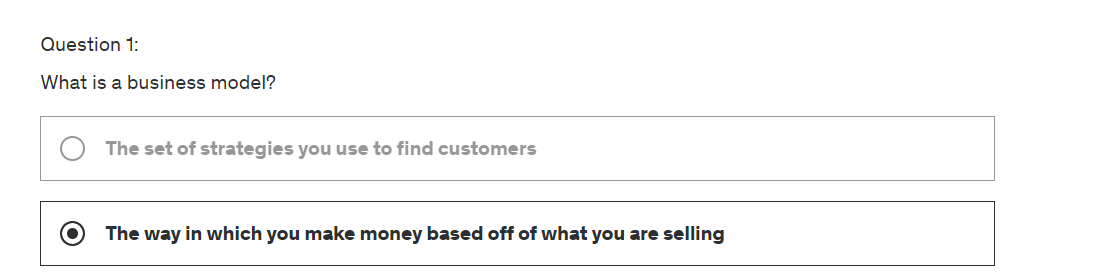 Question 1:
What is a business model?
The set of strategies you use to find customers
The way in which you make money based off of what you are selling